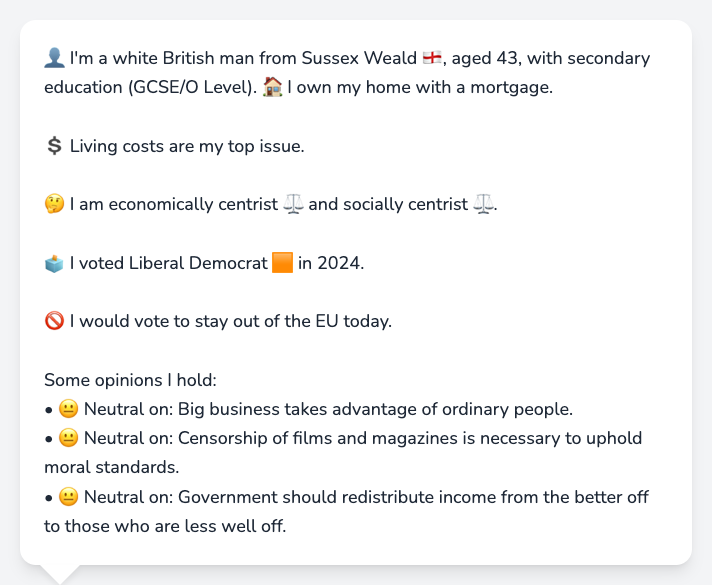 👤 I'm a white British man from Sussex Weald 🏴󠁧󠁢󠁥󠁮󠁧󠁿, aged 43, with secondary
education (GCSE/O Level). 🏠 I own my home with a mortgage.
💲 Living costs are my top issue.
🤔 I am economically centrist ⚖️ and socially centrist ⚖️.
🗳️ I voted Liberal Democrat 🟧 in 2024.
🚫 I would vote to stay out of the EU today.
Some opinions I hold:
• 😐 Neutral on: Big business takes advantage of ordinary people.
• 😐 Neutral on: Censorship of films and magazines is necessary to uphold
moral standards.
• 😐 Neutral on: Government should redistribute income from the better off
to those who are less well off.